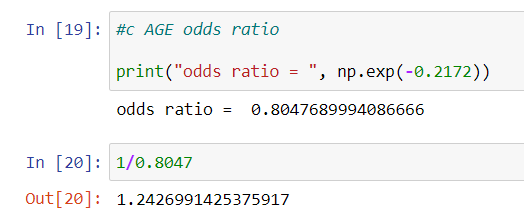 In [19]: #c AGE odds ratio
print("odds ratio = ", np.exp(-0.2172))
odds ratio =  0.8047689994086666
In [20]: 1/0.8047
Out[20]: 1.2426991425375917